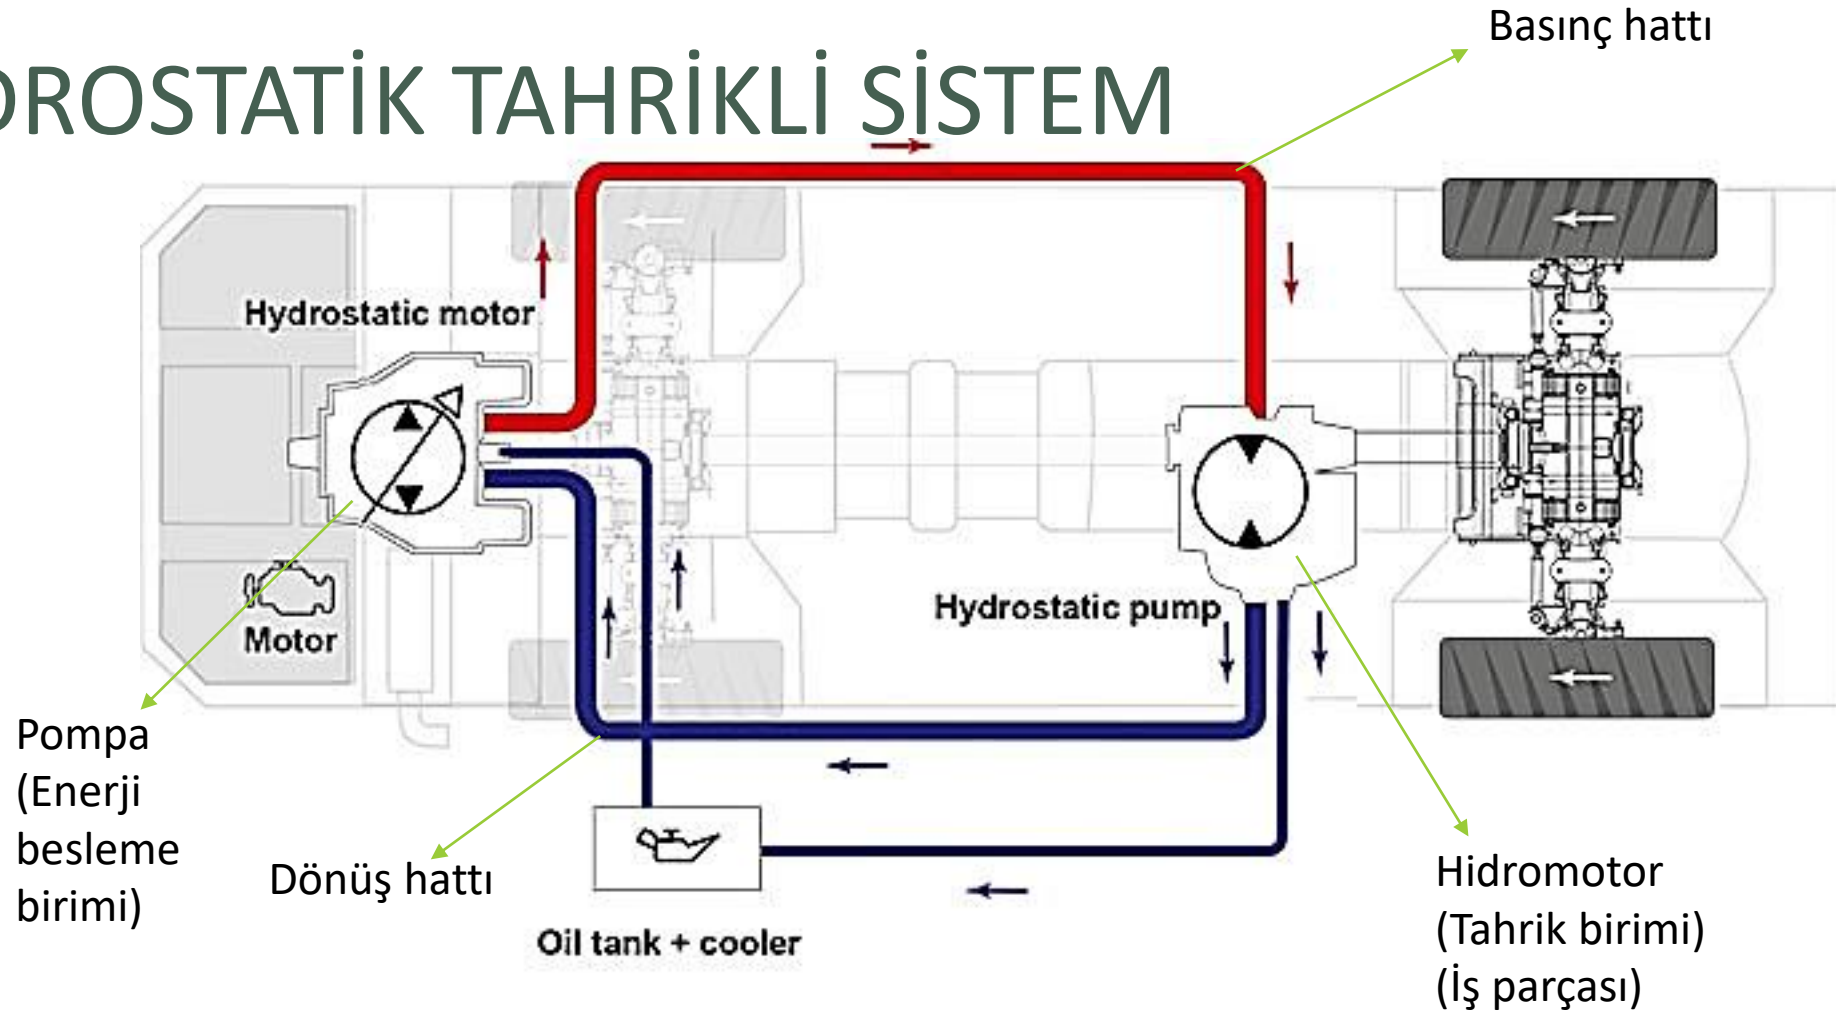 Basınç hattı
DROSTATİK TAHRİKLİ SİSTEM
Hydrostatic motor
Hydrostatic pump
Motor
Pompa
(Enerji
besleme
birimi)
Dönüş hattı
Oil tank + cooler
Hidromotor
(Tahrik birimi)
(İş parçası)